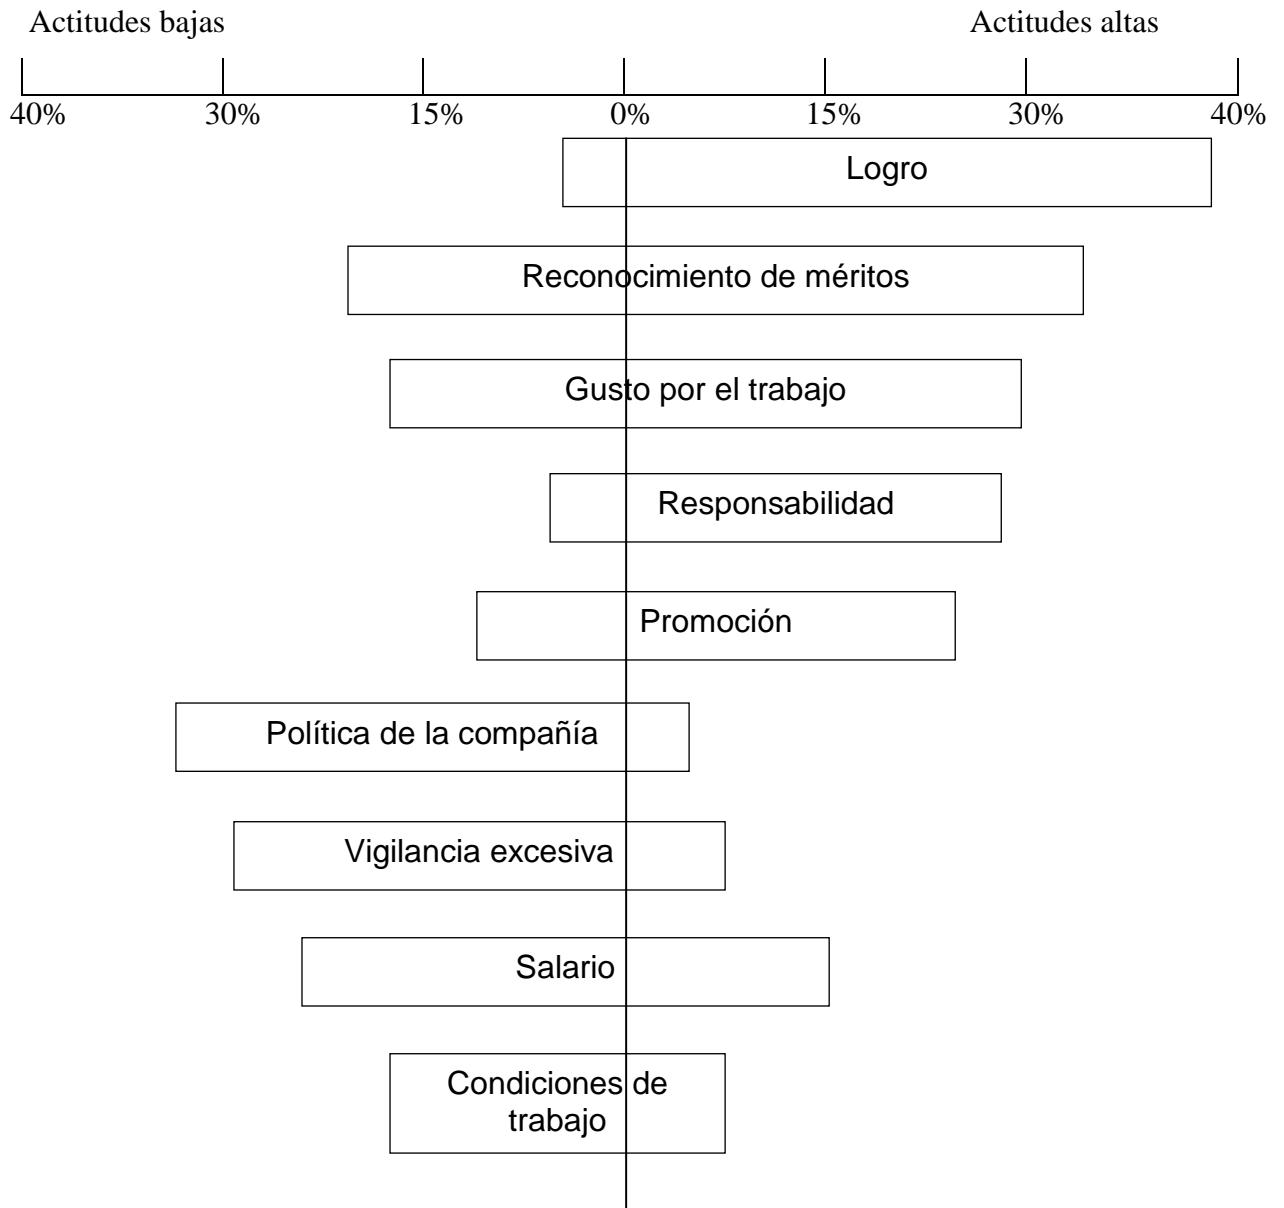 Actitudes bajas Actitudes altas
40% 30% 15% 0% 15% 30% 40%
Logro
Reconocimiento de méritos
Gusto por el trabajo
Responsabilidad
Promoción
Política de la compañía
Vigilancia excesiva
Salario
Condiciones de
trabajo